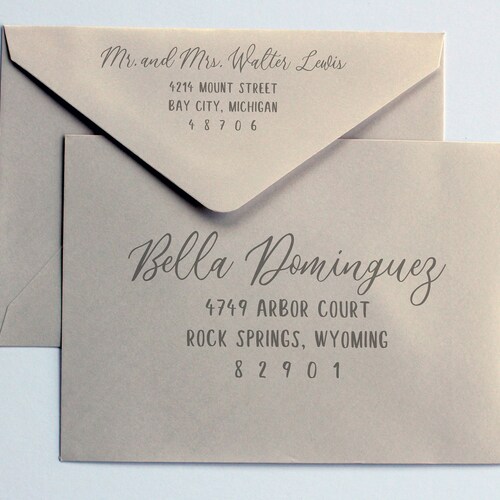 Mr. and Mrs. Walter Lewis
4214 MOUNT STREET
BAY CITY, MICHIGAN
48706
Bella Dominguez
4749 ARBOR COURT
ROCK SPRINGS, WYOMING
82901